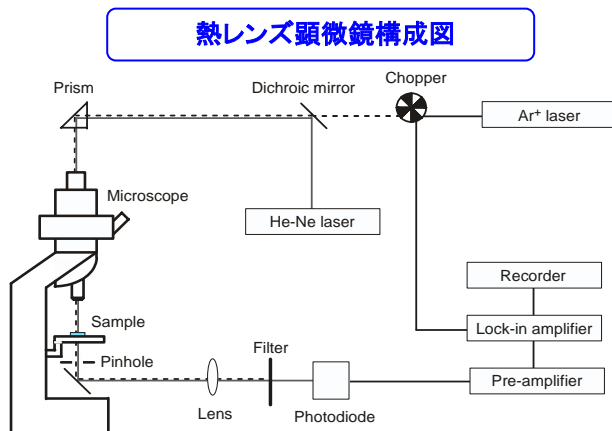 熱レンズ顕微鏡構成図
Chopper
Prism
Dichroic mirror
Ar⁺ laser
Microscope
He-Ne laser
Recorder
Sample
Lock-in amplifier
Pinhole
Filter
Pre-amplifier
Lens
Photodiode